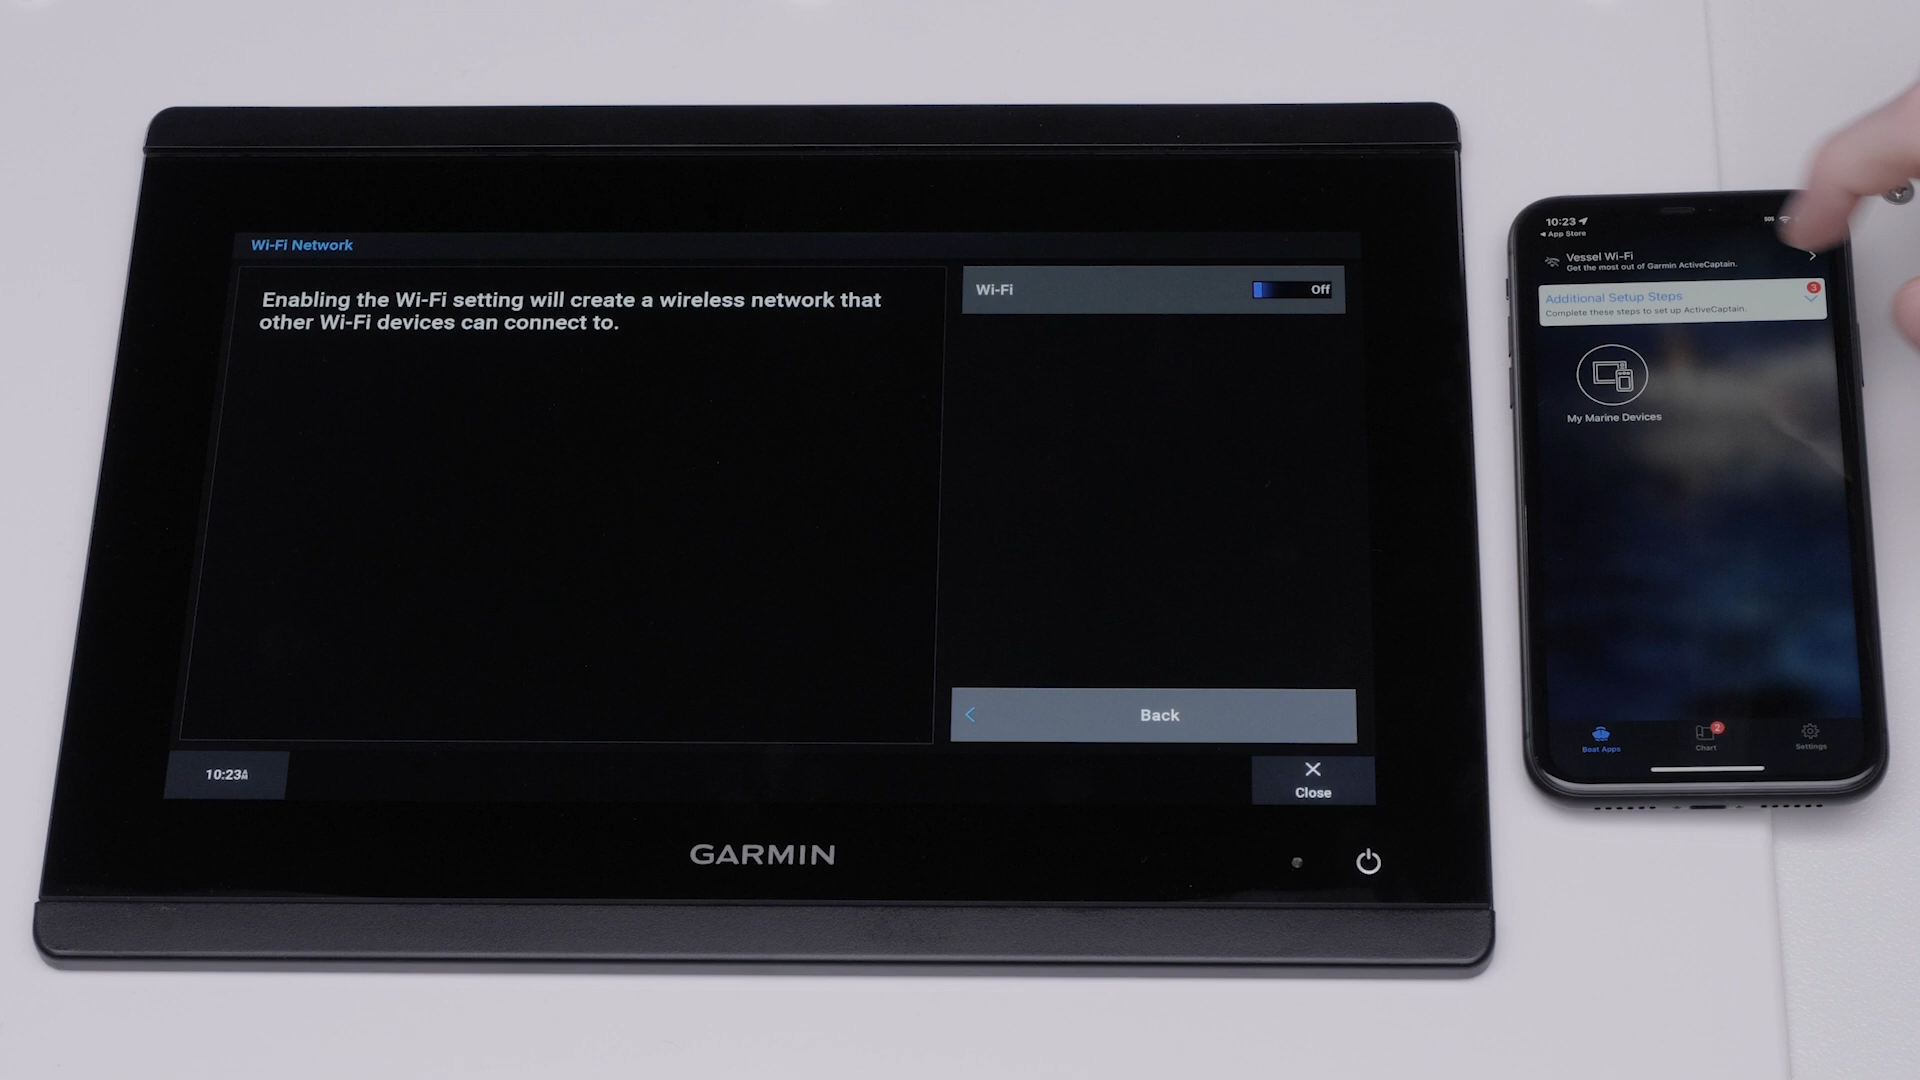 Wi-Fi Network
Enabling the Wi-Fi setting will create a wireless network that
other Wi-Fi devices can connect to.
Wi-Fi
Off
Back
10:23A
Close
GARMIN
10:23
SOS
App Store
Vessel Wi-Fi
Get the most out of Garmin ActiveCaptain.
Additional Setup Steps
3
Complete these steps to set up ActiveCaptain.
My Marine Devices
Boat Apps
2
Chart
Settings